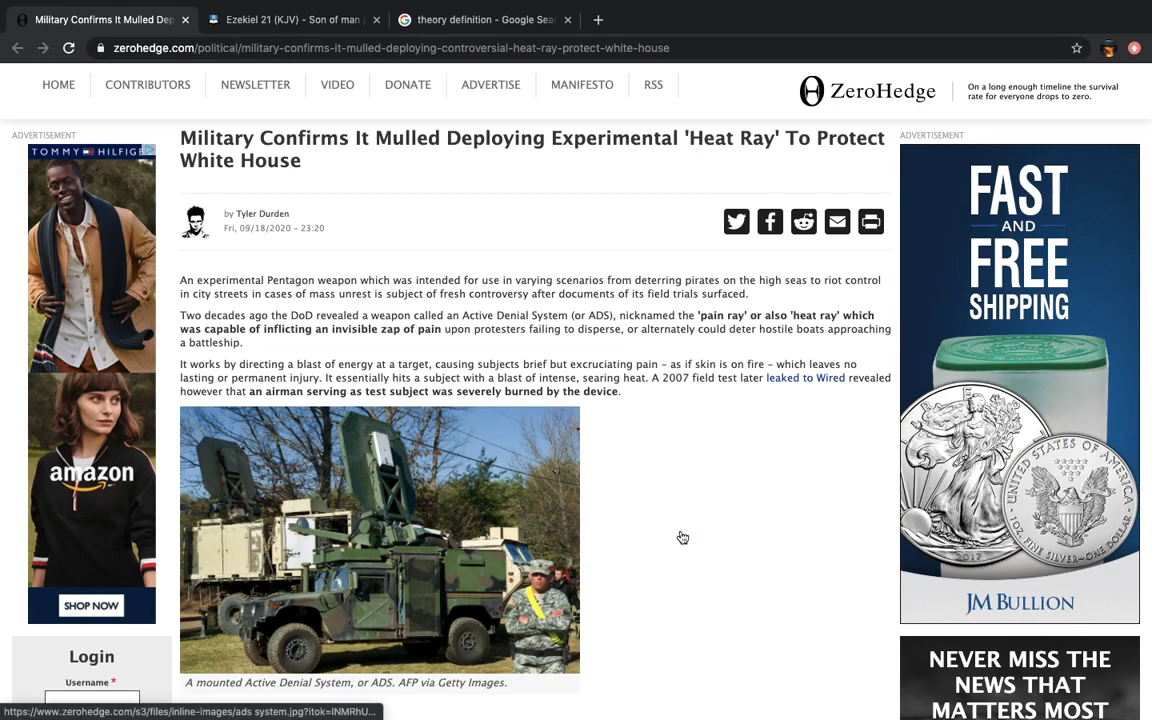 Military Confirms It Mulled Dep
Ezekiel 21 (KJV) - Son of man
theory definition - Google Sea
zerohedge.com/political/military-confirms-it-mulled-deploying-controversial-heat-ray-protect-white-house
HOME CONTRIBUTORS NEWSLETTER VIDEO DONATE ADVERTISE MANIFESTO RSS
ZeroHedge
On a long enough timeline the survival
rate for everyone drops to zero.
ADVERTISEMENT
TOMMY HILFIGE
amazon
SHOP NOW
Login
Username *
Military Confirms It Mulled Deploying Experimental 'Heat Ray' To Protect
White House
by Tyler Durden
Fri, 09/18/2020 - 23:20
An experimental Pentagon weapon which was intended for use in varying scenarios from deterring pirates on the high seas to riot control
in city streets in cases of mass unrest is subject of fresh controversy after documents of its field trials surfaced.
Two decades ago the DoD revealed a weapon called an Active Denial System (or ADS), nicknamed the 'pain ray' or also 'heat ray' which
was capable of inflicting an invisible zap of pain upon protesters failing to disperse, or alternately could deter hostile boats approaching
a battleship.
It works by directing a blast of energy at a target, causing subjects brief but excruciating pain – as if skin is on fire – which leaves no
lasting or permanent injury. It essentially hits a subject with a blast of intense, searing heat. A 2007 field test later leaked to Wired revealed
however that an airman serving as test subject was severely burned by the device.
A mounted Active Denial System, or ADS. AFP via Getty Images.
ADVERTISEMENT
FAST
AND
FREE
SHIPPING
LIBERTY
2017
UNITED STATES OF AMERICA
1 OZ. FINE SILVER~ONE DOLLAR
JM BULLION
NEVER MISS THE
NEWS THAT
MATTERS MOST
https://www.zerohedge.com/s3/files/inline-images/ads system.jpg?itok=INMRhU...